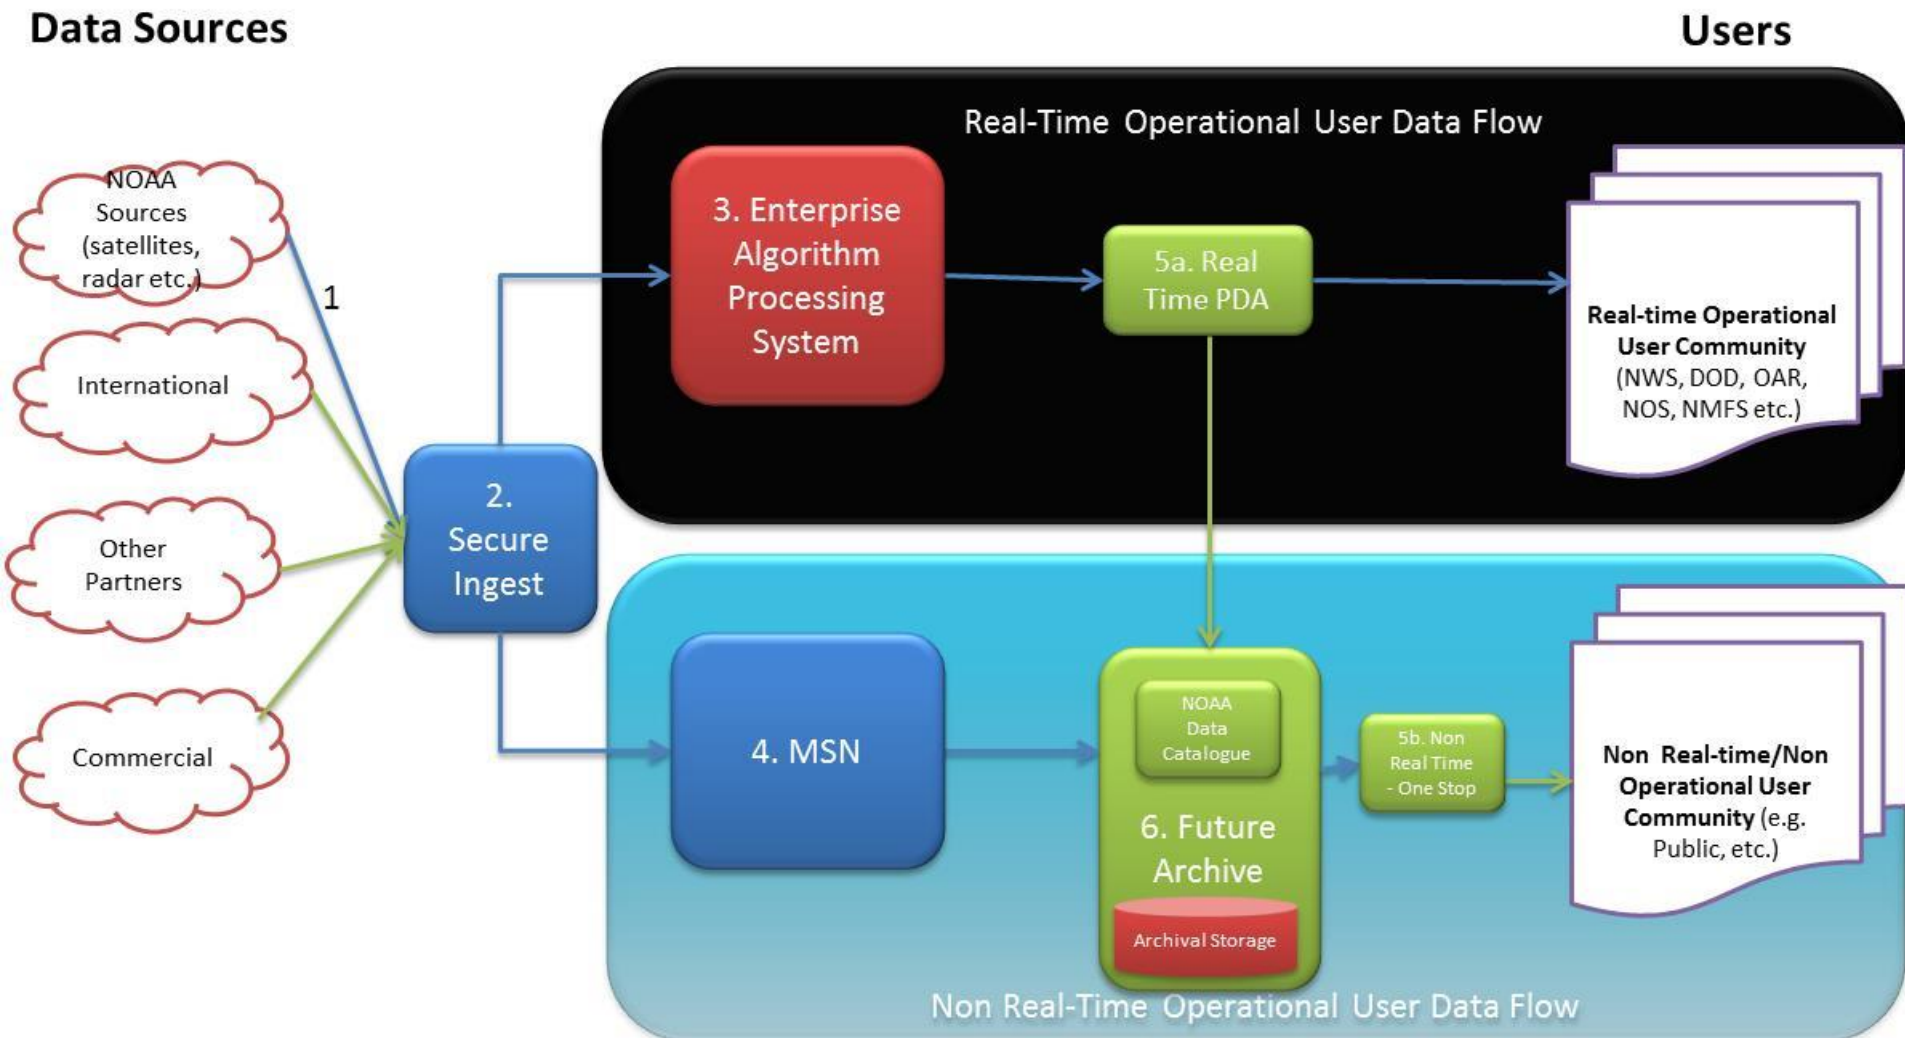 Data Sources
Users
Real-Time Operational User Data Flow
NOAA
Sources
(satellites,
radar etc.)
1
International
Other
Partners
Commercial
2.
Secure
Ingest
3. Enterprise
Algorithm
Processing
System
5a. Real
Time PDA
Real-time Operational
User Community
(NWS, DOD, OAR,
NOS, NMFS etc.)
4. MSN
NOAA
Data
Catalogue
6. Future
Archive
Archival Storage
5b. Non
Real Time
- One Stop
Non Real-time/Non
Operational User
Community (e.g.
Public, etc.)
Non Real-Time Operational User Data Flow